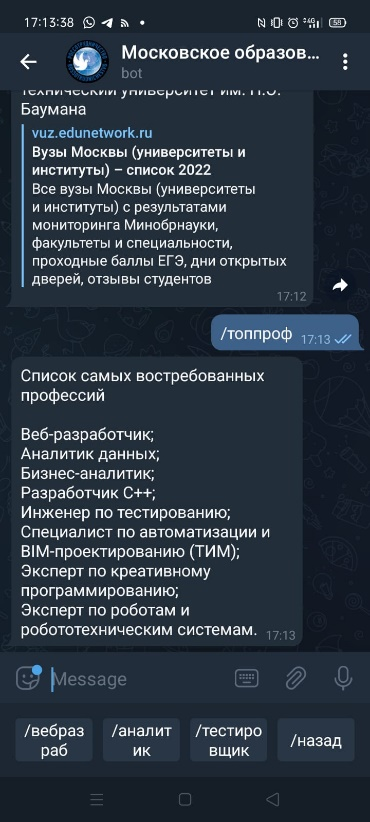 17:13:38
58
Московское образов...
bot
технический университет им. Н.Э.
Баумана
vuz.edunetwork.ru
Вузы Москвы (университеты и
институты) – список 2022
Все вузы Москвы (университеты
и институты) с результатами
мониторинга Минобрнауки,
факультеты и специальности,
проходные баллы ЕГЭ, дни открытых
дверей, отзывы студентов
17:12
/топпроф 17:13
Список самых востребованных
профессий
Веб-разработчик;
Аналитик данных;
Бизнес-аналитик;
Разработчик С++;
Инженер по тестированию;
Специалист по автоматизации и
BIM-проектированию (ТИМ);
Эксперт по креативному
программированию;
Эксперт по роботам и
робототехническим системам. 17:13
Message
/вебраз
раб
/аналит
ик
/тестиро
вщик
/назад